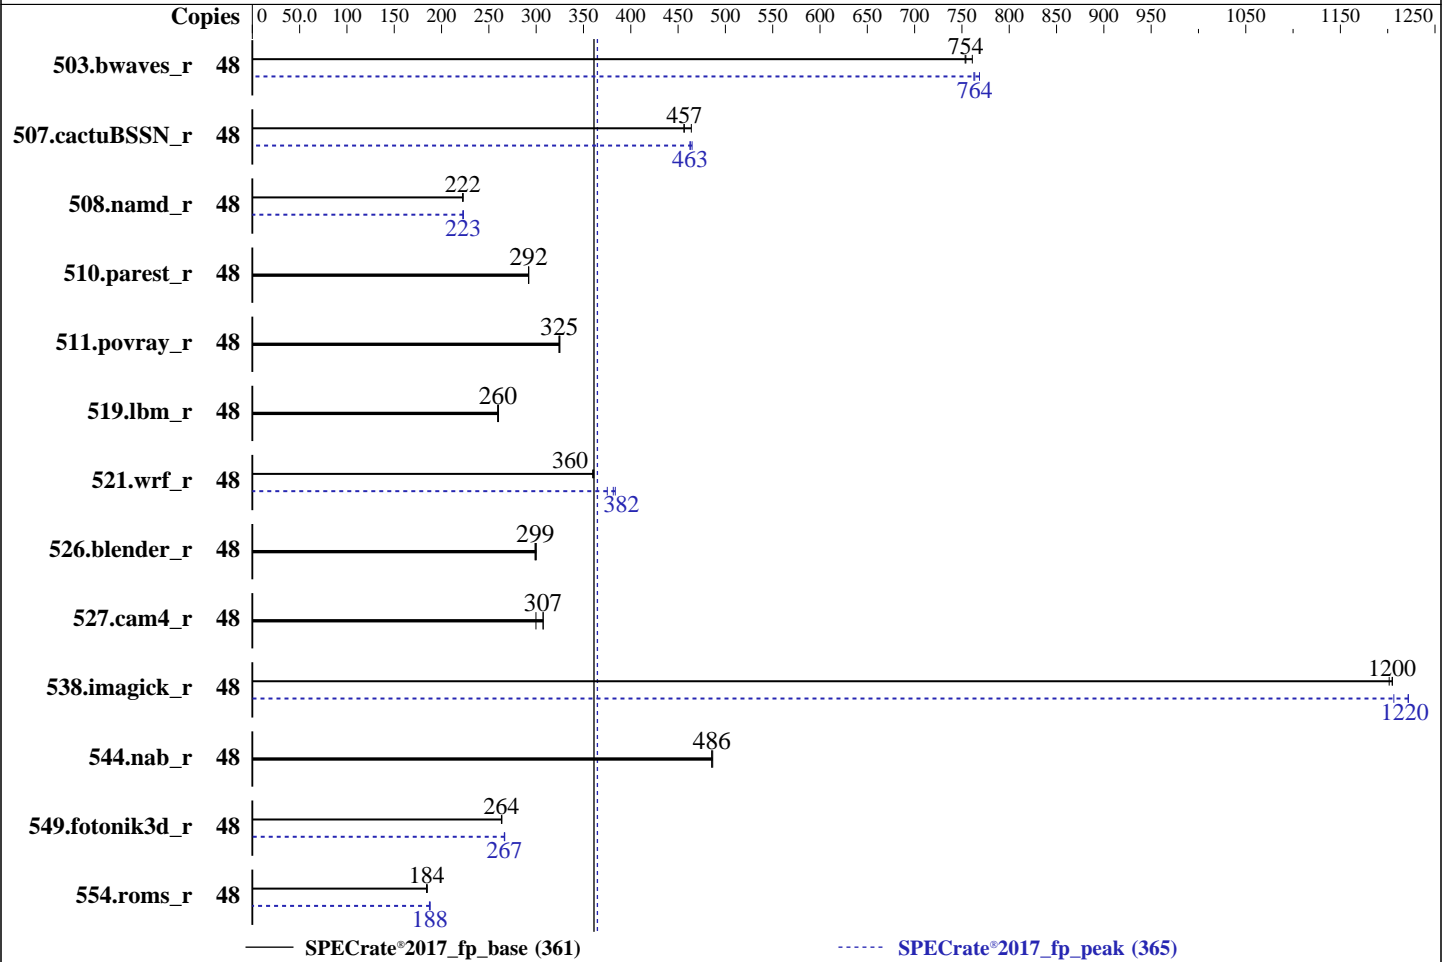 Copies 0 50.0 100 150 200 250 300 350 400 450 500 550 600 650 700 750 800 850 900 950 1050 1150 1250
503.bwaves_r 48 754
764
507.cactuBSSN_r 48 457
463
508.namd_r 48 222
223
510.parest_r 48 292
511.povray_r 48 325
519.lbm_r 48 260
521.wrf_r 48 360
382
526.blender_r 48 299
527.cam4_r 48 307
538.imagick_r 48 1200
1220
544.nab_r 48 486
549.fotonik3d_r 48 264
267
554.roms_r 48 184
188
SPECrate®2017_fp_base (361) SPECrate®2017_fp_peak (365)